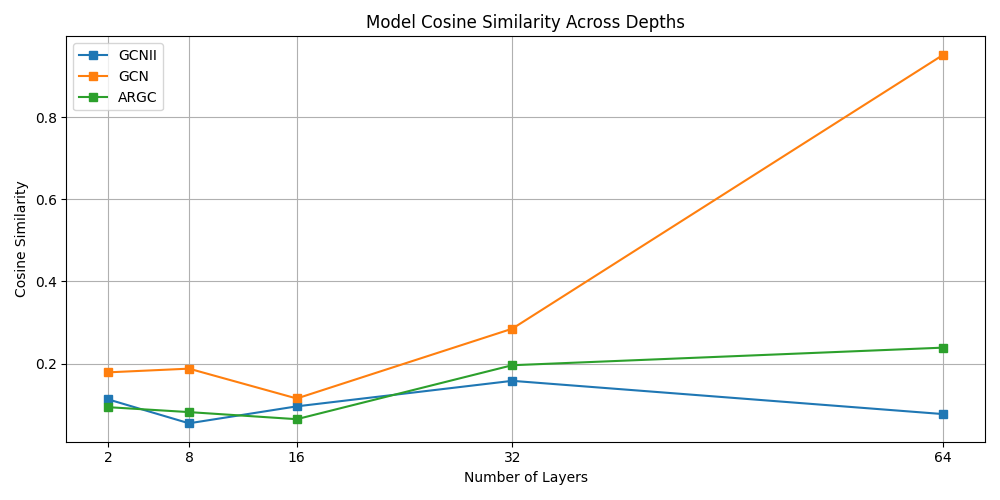 Model Cosine Similarity Across Depths
GCNII
GCN
ARGC
Cosine Similarity
0.8
0.6
0.4
0.2
2 8 16 32 64
Number of Layers